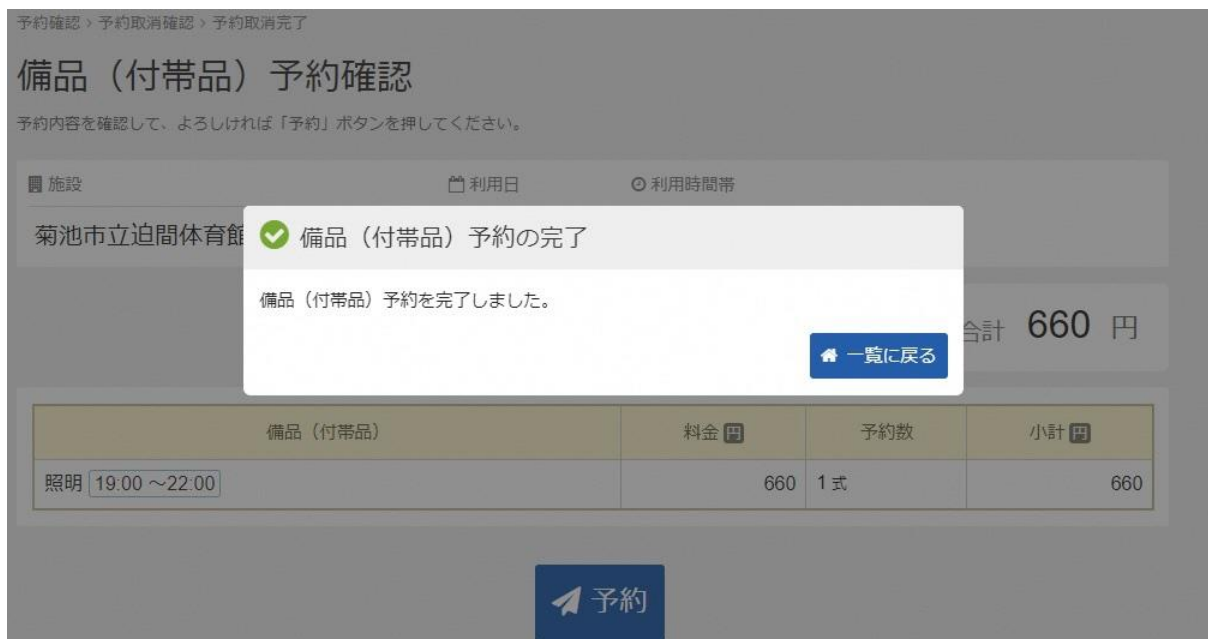 予約確認 › 予約取消確認 › 予約取消完了
備品（付帯品）予約確認
予約内容を確認して、よろしければ「予約」ボタンを押してください。
施設 利用日 利用時間帯
菊池市立迫間体育館
備品（付帯品）予約の完了
備品（付帯品）予約を完了しました。
一覧に戻る
合計 660 円
備品（付帯品） 料金 円 予約数 小計 円
照明 19:00 ～22:00 660 1 式 660
予約